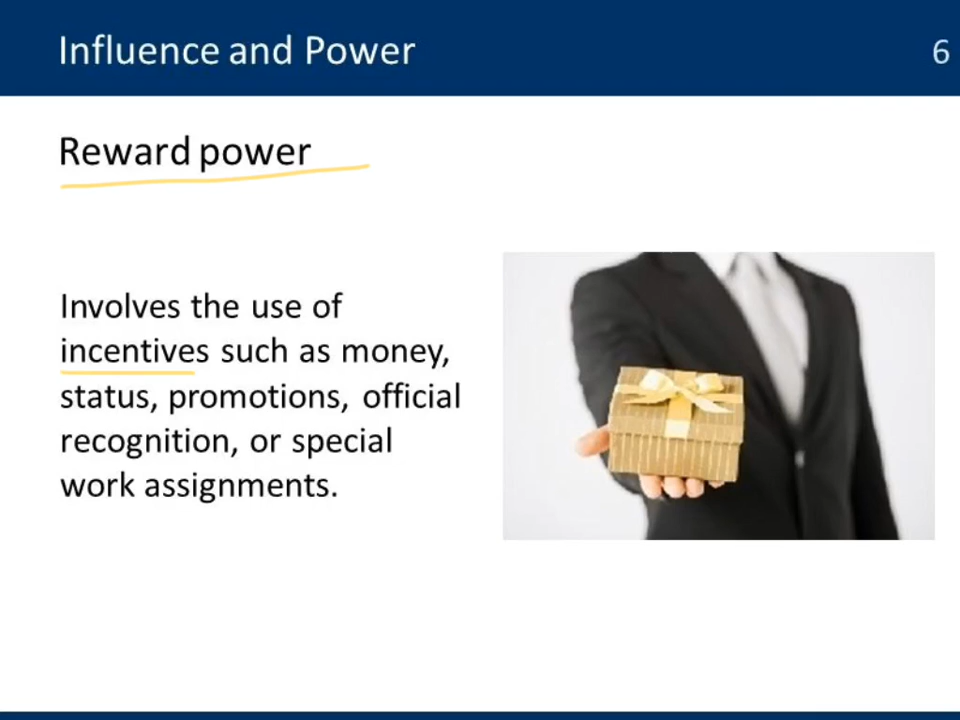 Influence and Power
6
Reward power
Involves the use of
incentives such as money,
status, promotions, official
recognition, or special
work assignments.